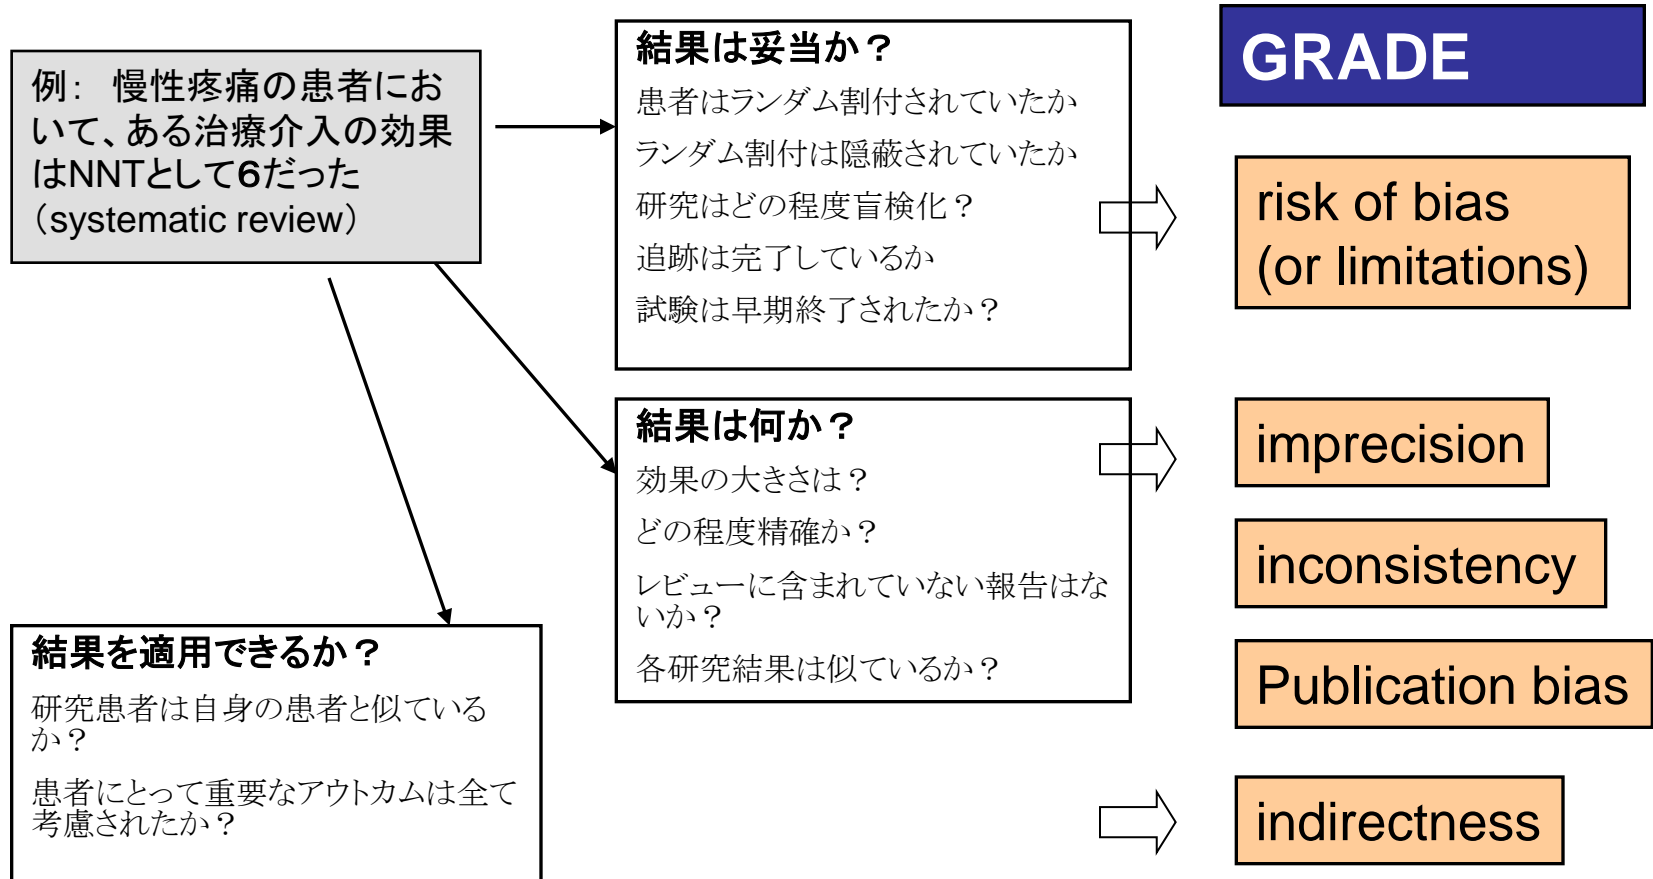 例：　慢性疼痛の患者にお
いて、ある治療介入の効果
はNNTとして６だった
（systematic review）
結果は妥当か？
患者はランダム割付されていたか
ランダム割付は隠蔽されていたか
研究はどの程度盲検化？
追跡は完了しているか
試験は早期終了されたか？
結果は何か？
効果の大きさは？
どの程度精確か？
レビューに含まれていない報告はな
いか？
各研究結果は似ているか？
結果を適用できるか？
研究患者は自身の患者と似ている
か？
患者にとって重要なアウトカムは全て
考慮されたか？
GRADE
risk of bias
(or limitations)
imprecision
inconsistency
Publication bias
indirectness